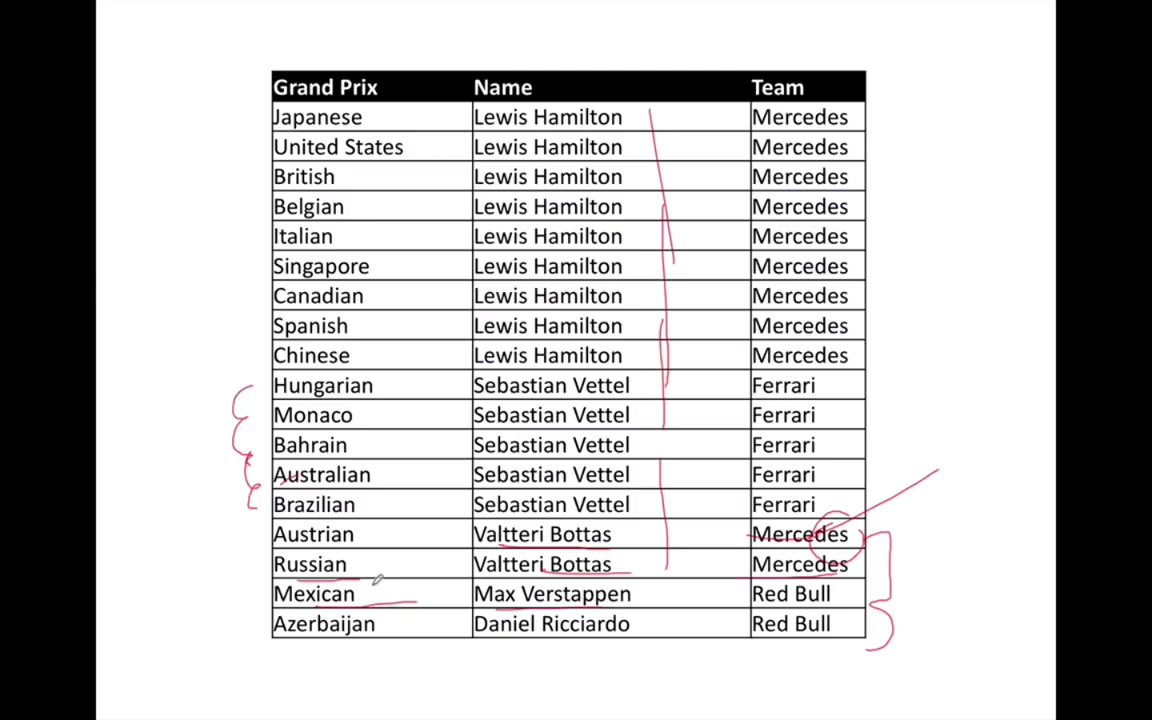 Grand Prix Name Team
Japanese Lewis Hamilton Mercedes
United States Lewis Hamilton Mercedes
British Lewis Hamilton Mercedes
Belgian Lewis Hamilton Mercedes
Italian Lewis Hamilton Mercedes
Singapore Lewis Hamilton Mercedes
Canadian Lewis Hamilton Mercedes
Spanish Lewis Hamilton Mercedes
Chinese Lewis Hamilton Mercedes
Hungarian Sebastian Vettel Ferrari
Monaco Sebastian Vettel Ferrari
Bahrain Sebastian Vettel Ferrari
Australian Sebastian Vettel Ferrari
Brazilian Sebastian Vettel Ferrari
Austrian Valtteri Bottas Mercedes
Russian Valtteri Bottas Mercedes
Mexican Max Verstappen Red Bull
Azerbaijan Daniel Ricciardo Red Bull